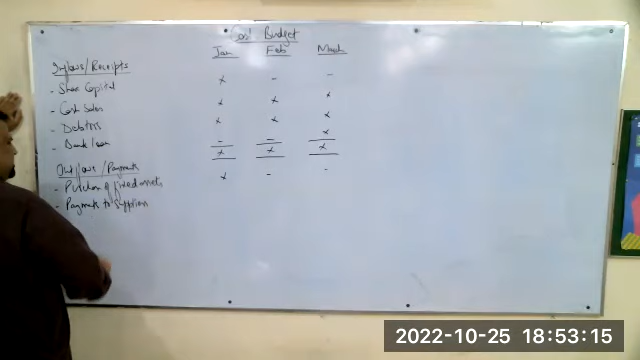 Cash Budget
Jan Feb March
Inflows/Receipts
- Share Capital x - -
- Cash Sales x x x
- Debtors x x x
- Bank loan - - x
x x x
Outflows/Payments
- Purchase of fixed assets x - -
- Payments to Suppliers
2022-10-25 18:53:15